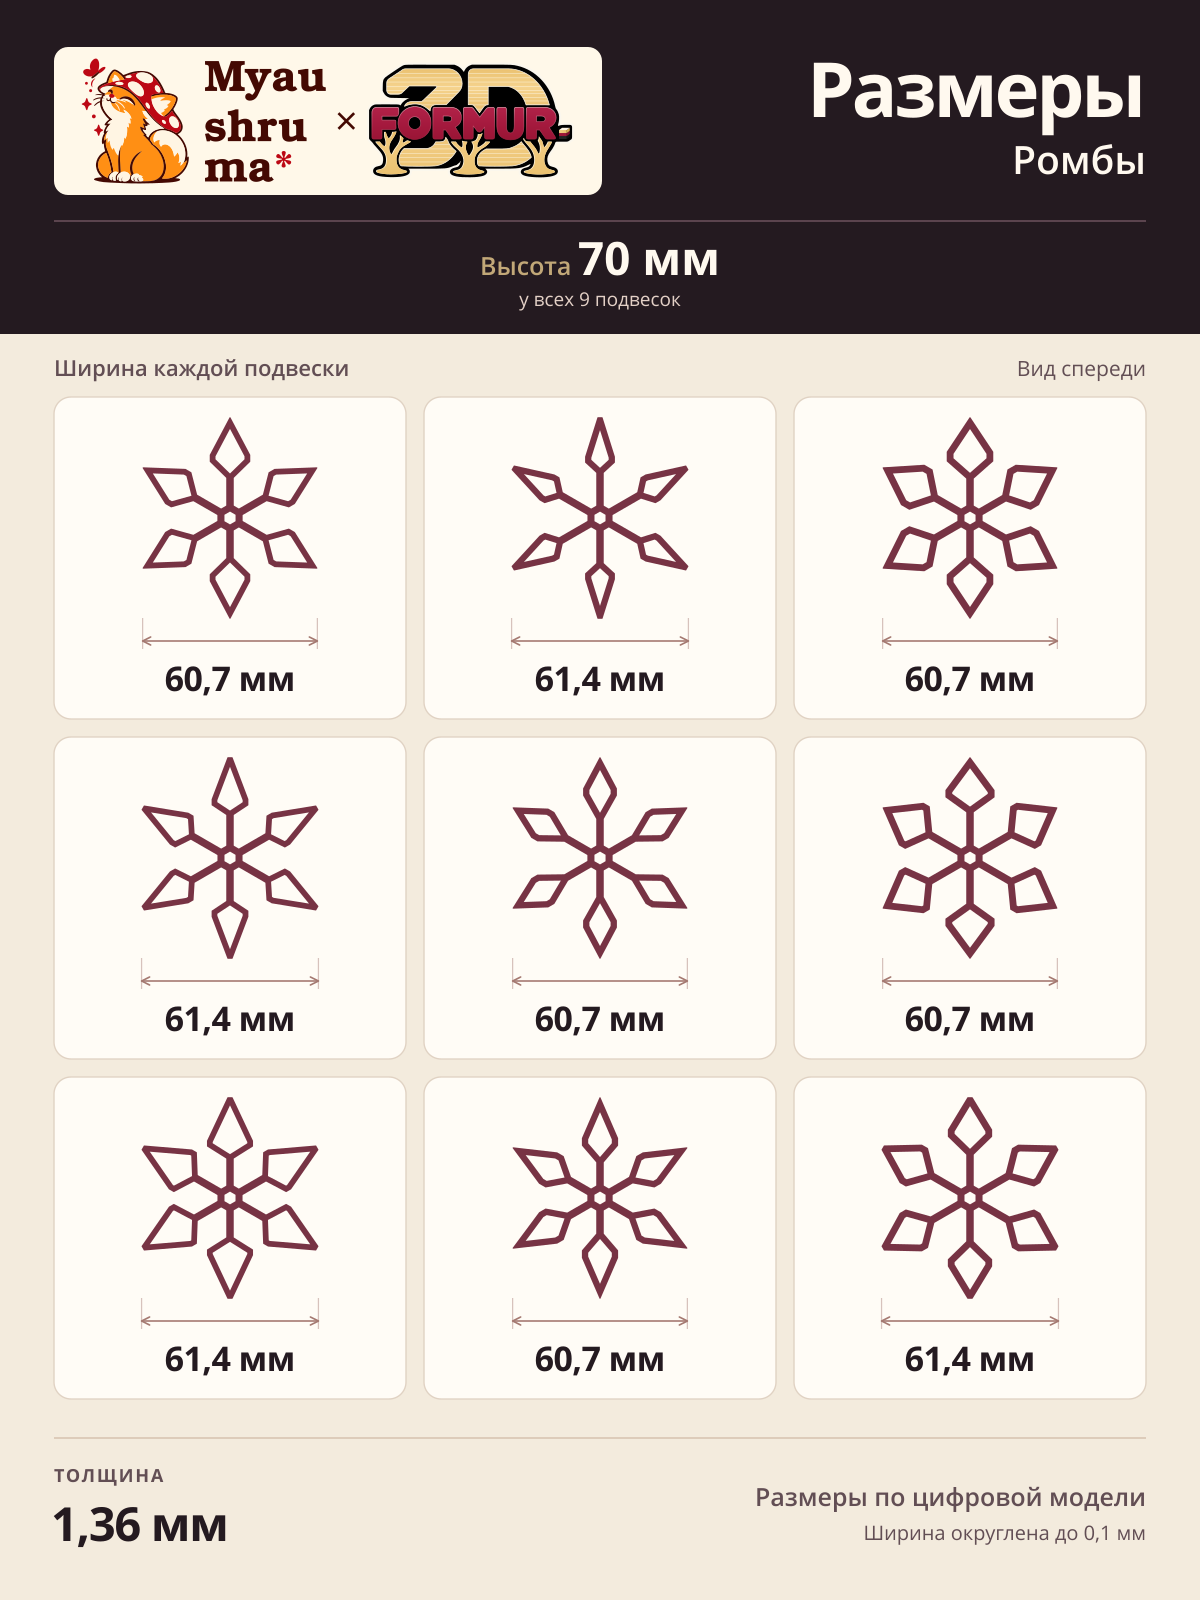 Myau
shru
ma*
×
3D
FORMUR
Размеры
Ромбы
Высота 70 мм
у всех 9 подвесок
Ширина каждой подвески
Вид спереди
60,7 мм
61,4 мм
60,7 мм
61,4 мм
60,7 мм
60,7 мм
61,4 мм
60,7 мм
61,4 мм
ТОЛЩИНА
1,36 мм
Размеры по цифровой модели
Ширина округлена до 0,1 мм